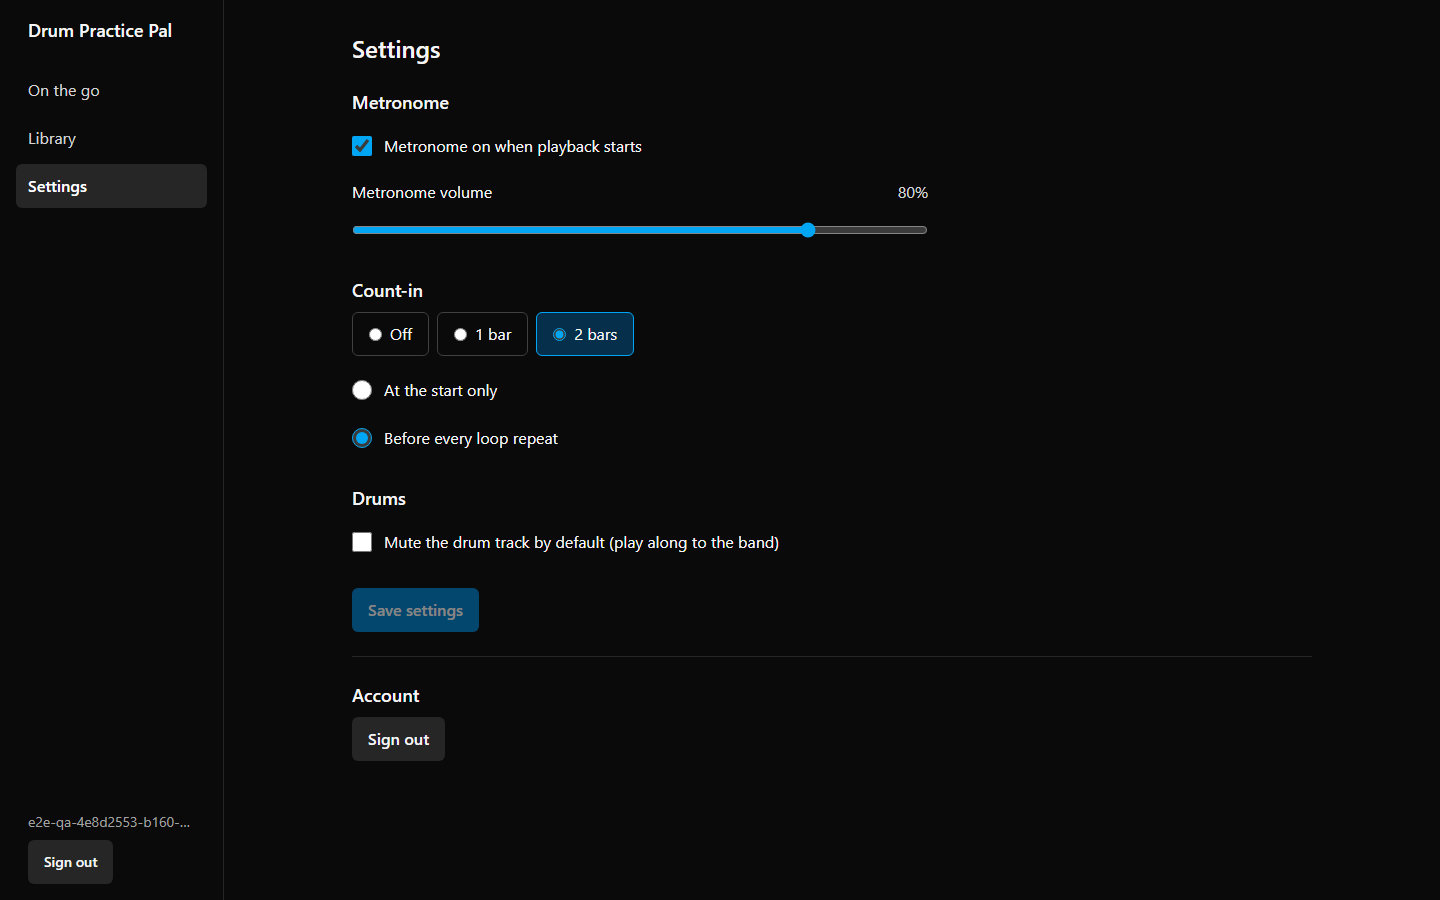 Drum Practice Pal
On the go
Library
Settings
e2e-qa-4e8d2553-b160-...
Sign out
Settings
Metronome
Metronome on when playback starts
Metronome volume 80%
Count-in
Off 1 bar 2 bars
At the start only
Before every loop repeat
Drums
Mute the drum track by default (play along to the band)
Save settings
Account
Sign out